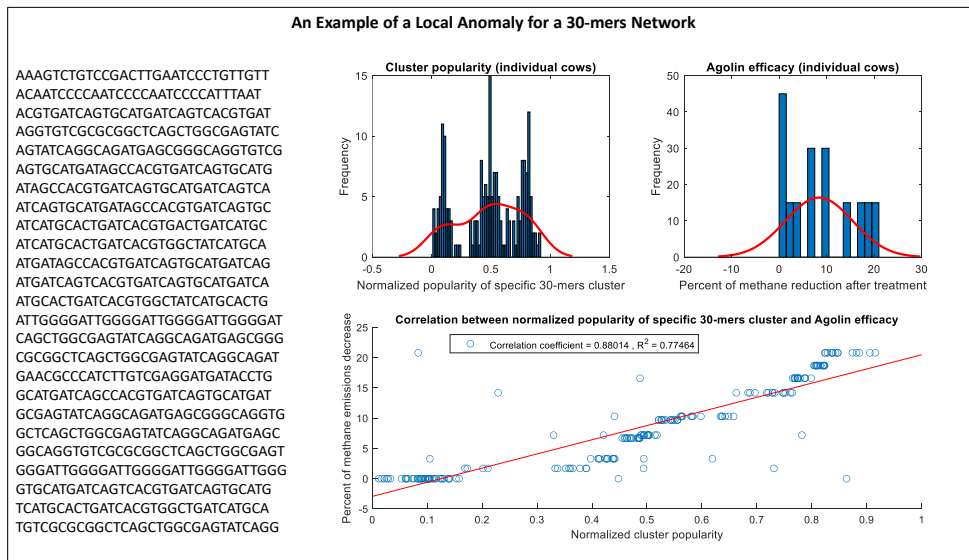 An Example of a Local Anomaly for a 30-mers Network
AAAGTCTGTCCGACTTGAATCCCTGTTGTT
ACAATCCCCAATCCCCAATCCCCATTTAAT
ACGTGATCAGTGCATGATCAGTCACGTGAT
AGGTGTCGCGCGGCTCAGCTGGCGAGTATC
AGTATCAGGCAGATGAGCGGGCAGGTGTCG
AGTGCATGATAGCCACGTGATCAGTGCATG
ATAGCCACGTGATCAGTGCATGATCAGTCA
ATCAGTGCATGATAGCCACGTGATCAGTGC
ATCATGCACTGATCACGTGACTGATCATGC
ATCATGCACTGATCACGTGGCTATCATGCA
ATGATAGCCACGTGATCAGTGCATGATCAG
ATGATCAGTCACGTGATCAGTGCATGATCA
ATGCACTGATCACGTGGCTATCATGCACTG
ATTGGGGATTGGGGATTGGGGATTGGGGAT
CAGCTGGCGAGTATCAGGCAGATGAGCGGG
CGCGGCTCAGCTGGCGAGTATCAGGCAGAT
GAACGCCCATCTTGTCGAGGATGATACCTG
GCATGATCAGCCACGTGATCAGTGCATGAT
GCGAGTATCAGGCAGATGAGCGGGCAGGTG
GCTCAGCTGGCGAGTATCAGGCAGATGAGC
GGCAGGTGTCGCGCGGCTCAGCTGGCGAGT
GGGATTGGGGATTGGGGATTGGGGATTGGG
GTGCATGATCAGTCACGTGATCAGTGCATG
TCATGCACTGATCACGTGGCTGATCATGCA
TGTCGCGCGGCTCAGCTGGCGAGTATCAGG
Cluster popularity (individual cows)
15
10
5
0
Frequency
-0.5 0 0.5 1 1.5
Normalized popularity of specific 30-mers cluster
Agolin efficacy (individual cows)
50
40
30
20
10
0
Frequency
-20 -10 0 10 20 30
Percent of methane reduction after treatment
Correlation between normalized popularity of specific 30-mers cluster and Agolin efficacy
Correlation coefficient = 0.88014 , R² = 0.77464
25
20
15
10
5
0
-5
Percent of methane emissions decrease
0 0.1 0.2 0.3 0.4 0.5 0.6 0.7 0.8 0.9 1
Normalized cluster popularity